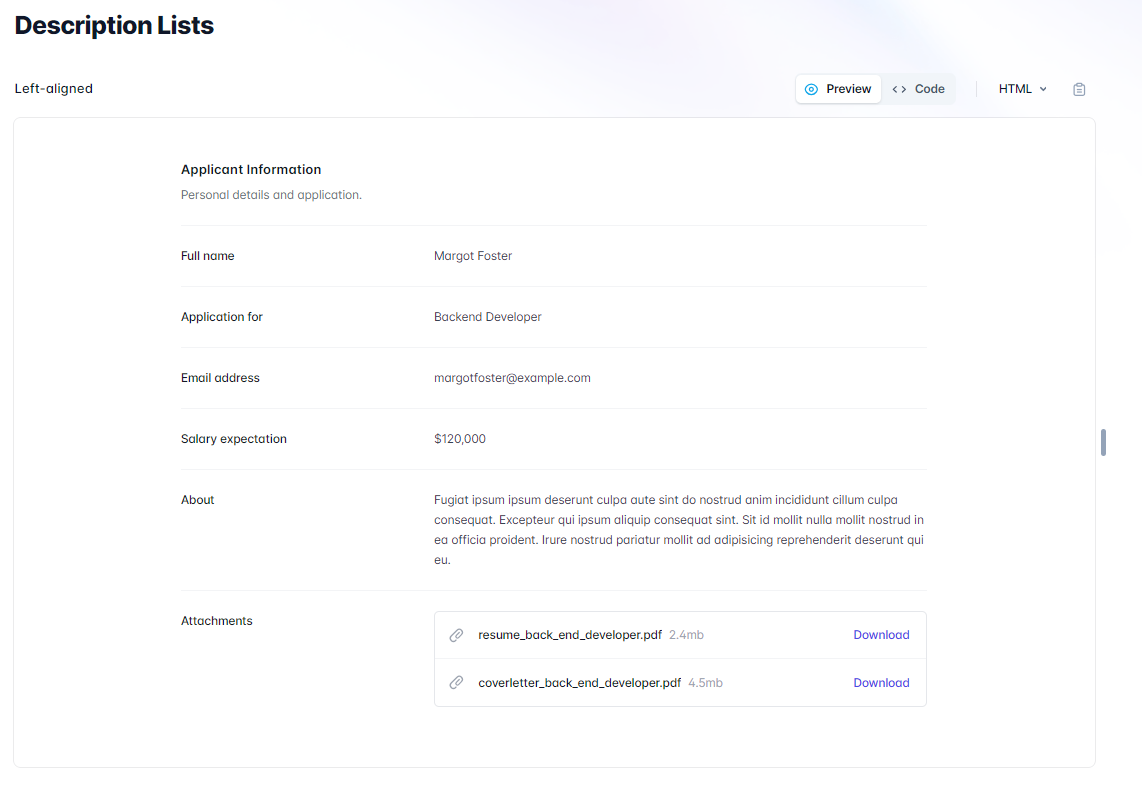 Description Lists
Left-aligned
Preview
Code
HTML
Applicant Information
Personal details and application.
Full name
Margot Foster
Application for
Backend Developer
Email address
margotfoster@example.com
Salary expectation
$120,000
About
Fugiat ipsum ipsum deserunt culpa aute sint do nostrud anim incididunt cillum culpa
consequat. Excepteur qui ipsum aliquip consequat sint. Sit id mollit nulla mollit nostrud in
ea officia proident. Irure nostrud pariatur mollit ad adipisicing reprehenderit deserunt qui
eu.
Attachments
resume_back_end_developer.pdf 2.4mb
Download
coverletter_back_end_developer.pdf 4.5mb
Download